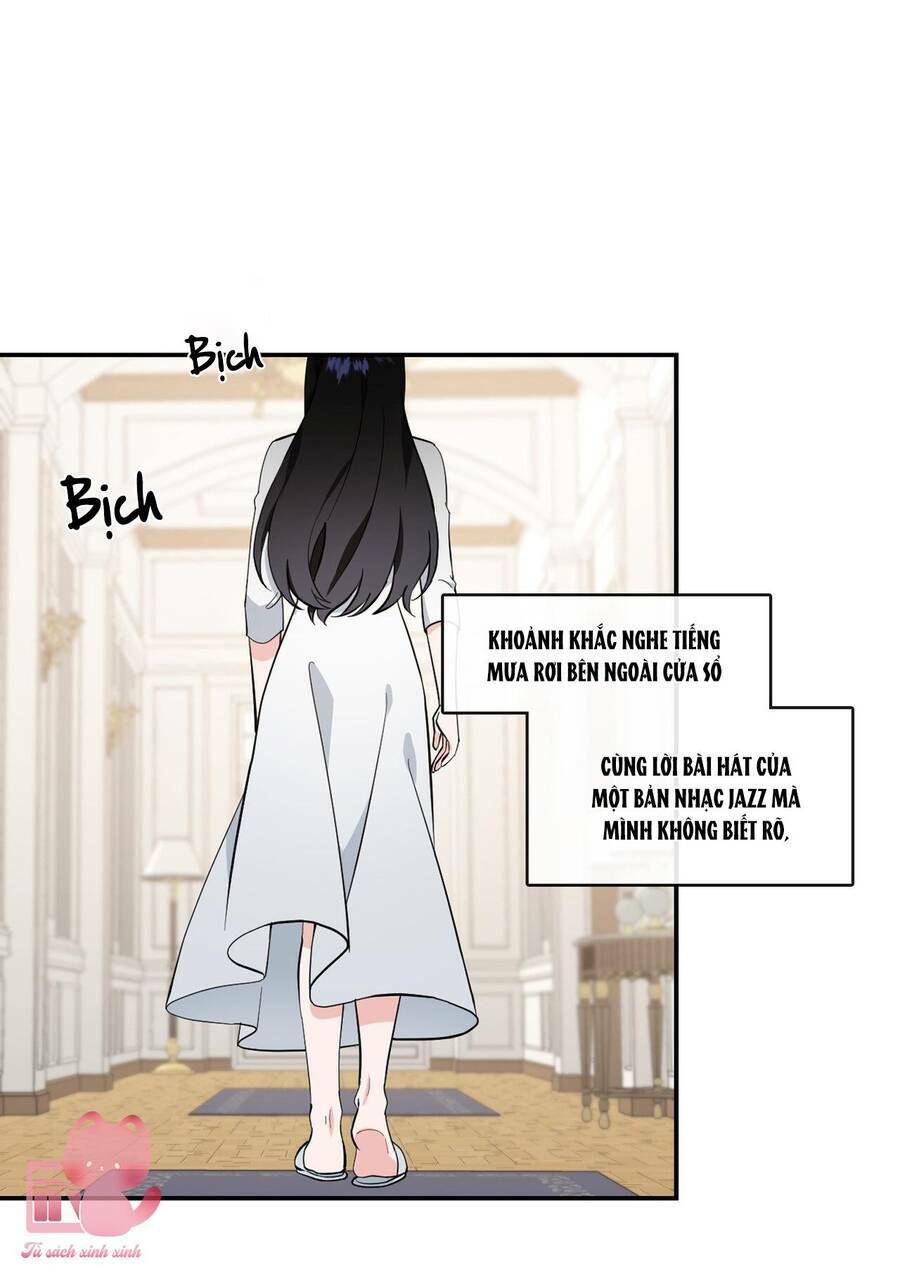 Bịch
Bịch
KHOẢNH KHẮC NGHE TIẾNG
MƯA RƠI BÊN NGOÀI CỬA SỔ
CÙNG LỜI BÀI HÁT CỦA
MỘT BẢN NHẠC JAZZ MÀ
MÌNH KHÔNG BIẾT RÕ,
Tủ sách xinh xinh